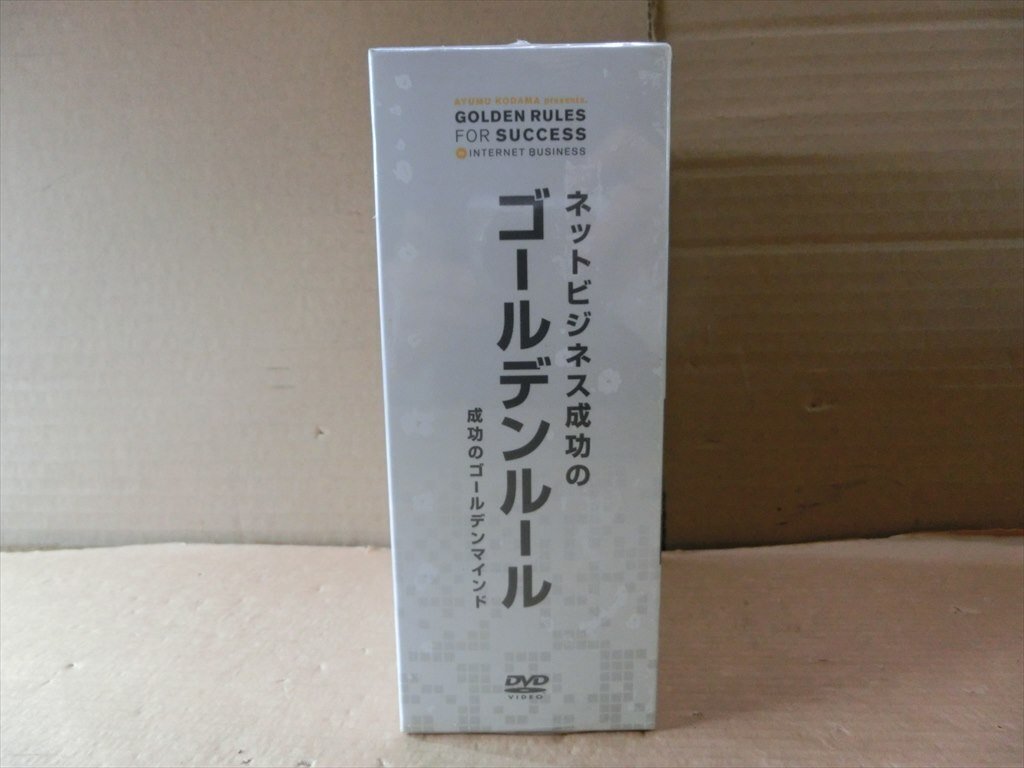 AYUMU KODAMA presents.
GOLDEN RULES
FOR SUCCESS
INTERNET BUSINESS
ネットビジネス成功の
ゴールデンルール
成功のゴールデンマインド
DVD
VIDEO